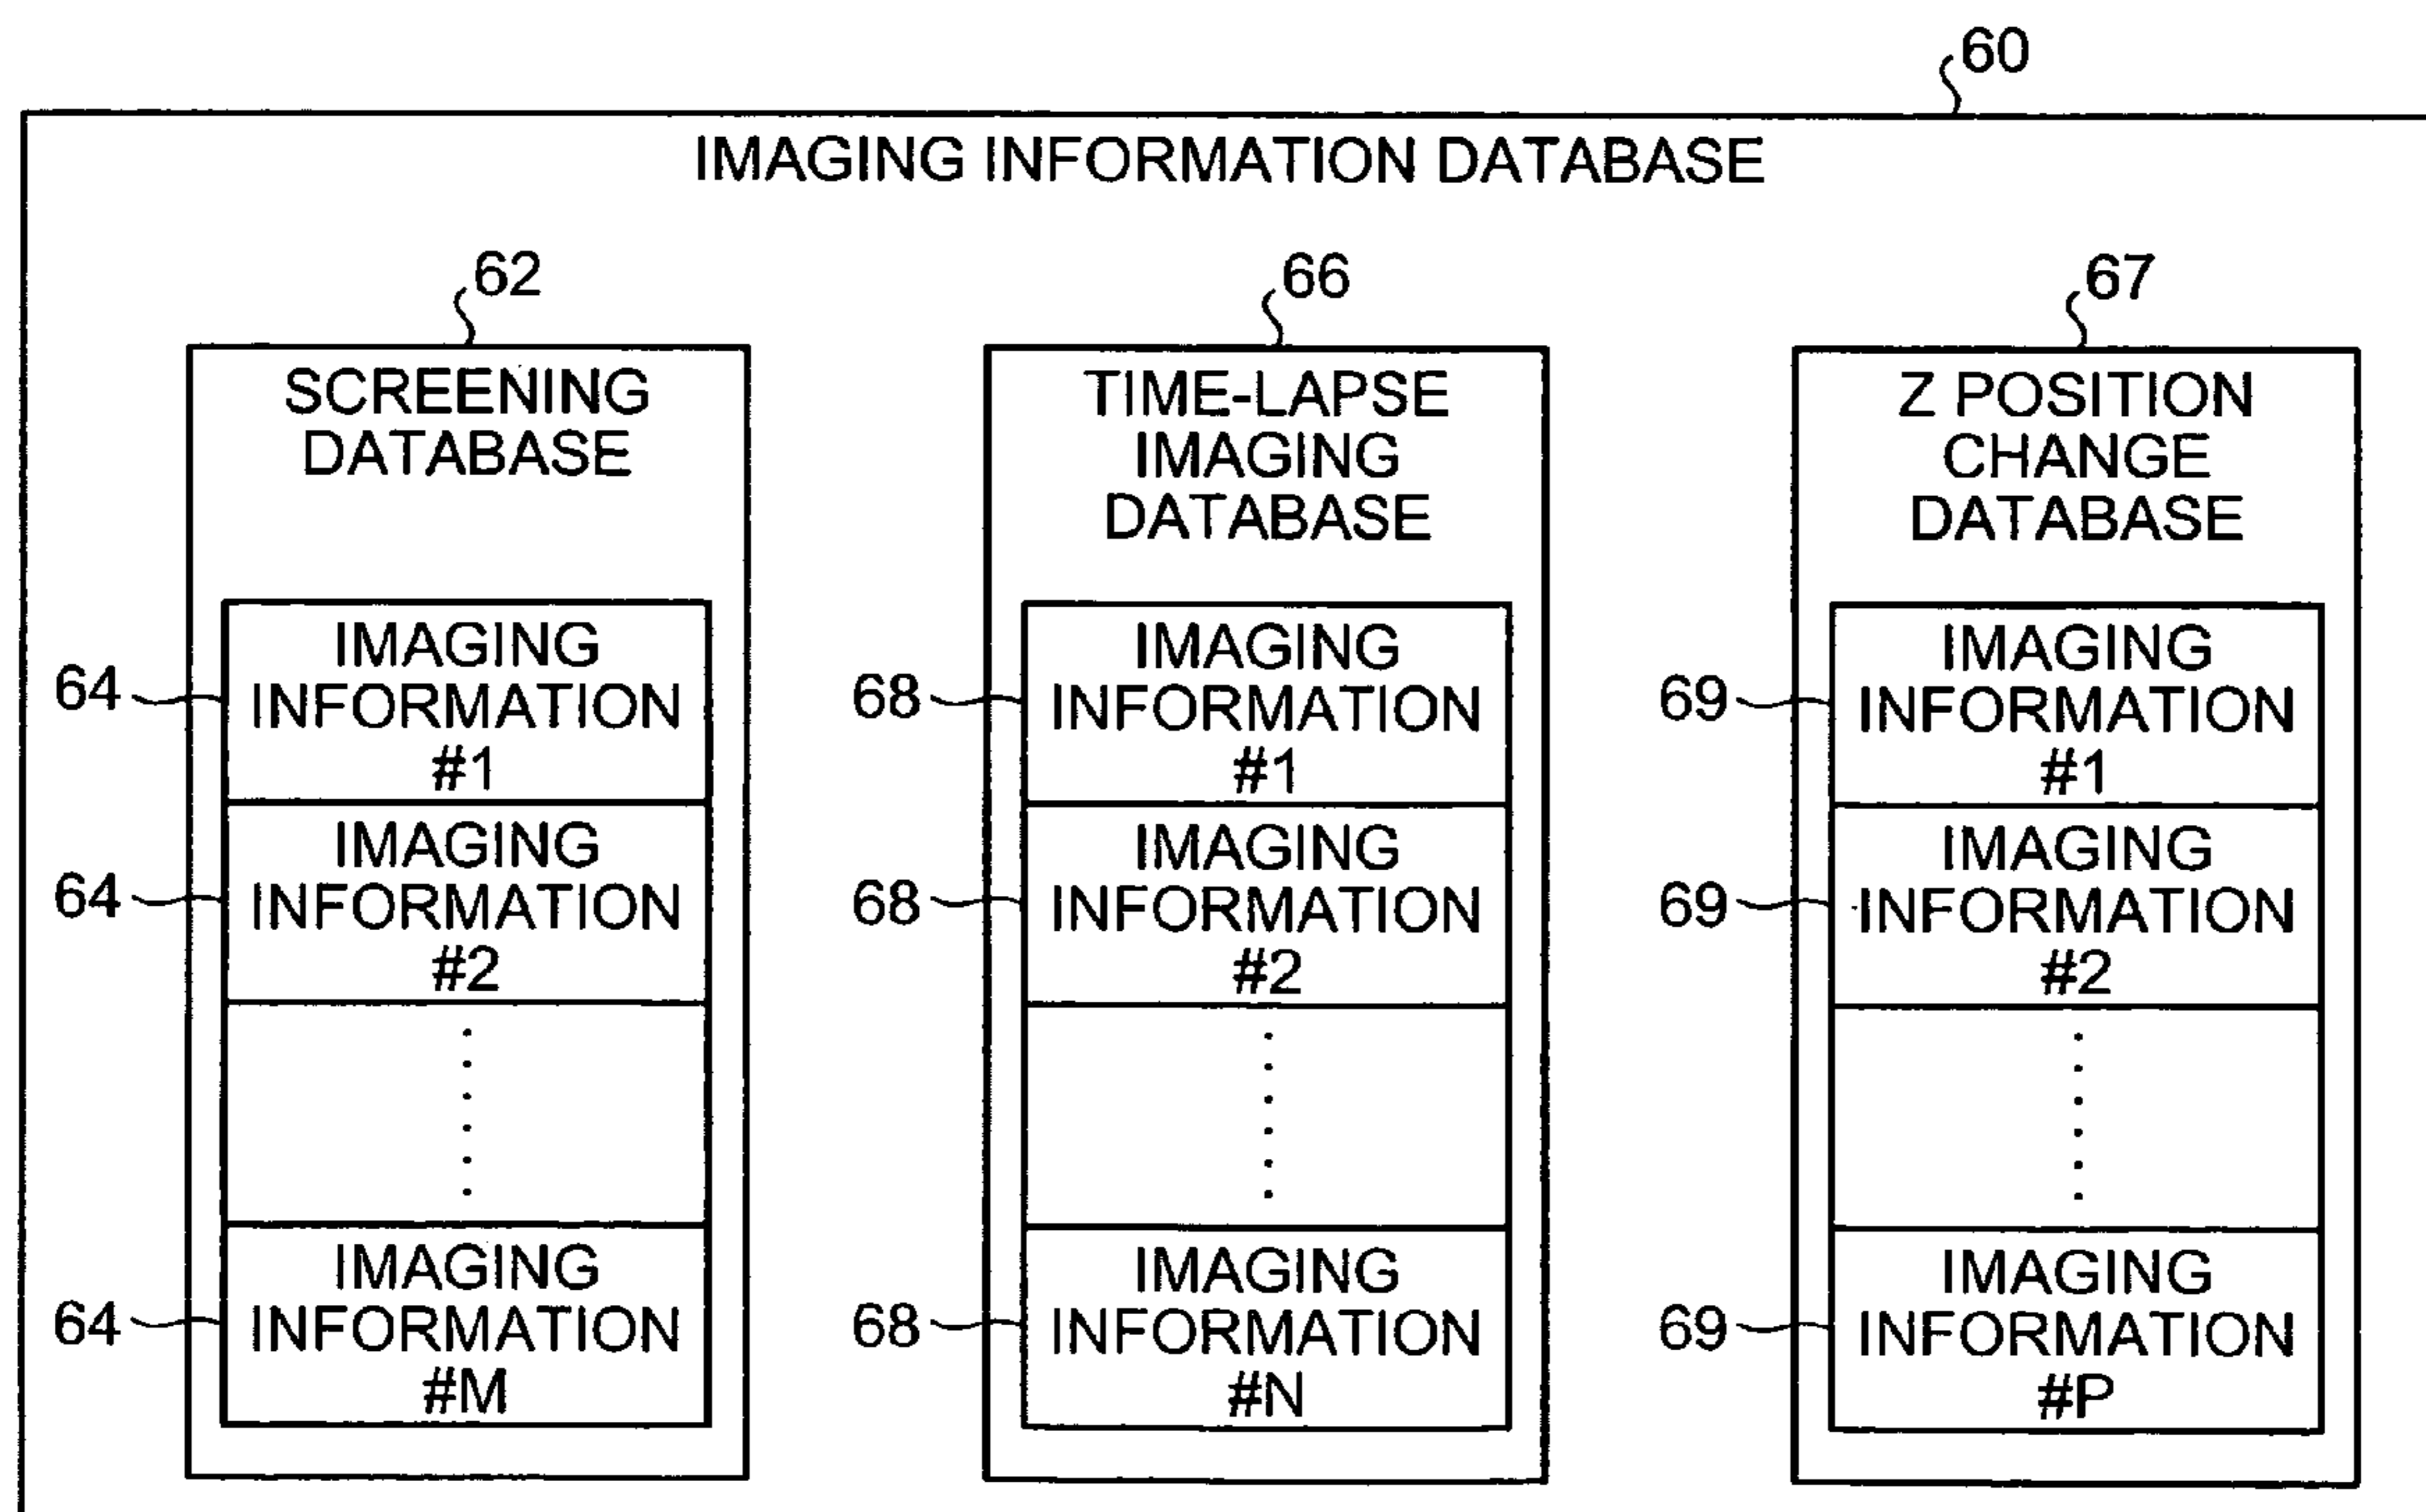 60
IMAGING INFORMATION DATABASE
62
SCREENING
DATABASE
64
IMAGING
INFORMATION
#1
64
IMAGING
INFORMATION
#2
64
IMAGING
INFORMATION
#M
66
TIME-LAPSE
IMAGING
DATABASE
68
IMAGING
INFORMATION
#1
68
IMAGING
INFORMATION
#2
68
IMAGING
INFORMATION
#N
67
Z POSITION
CHANGE
DATABASE
69
IMAGING
INFORMATION
#1
69
IMAGING
INFORMATION
#2
69
IMAGING
INFORMATION
#P